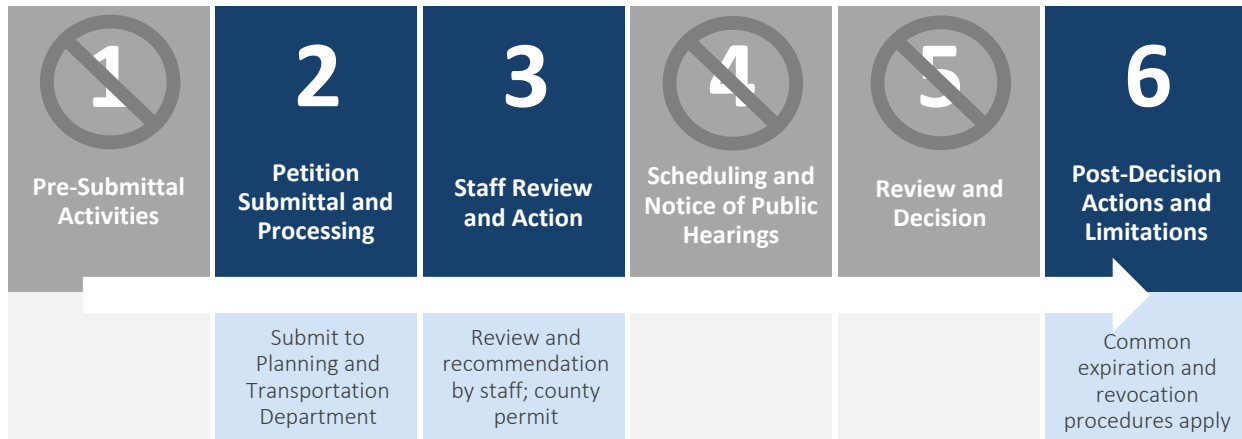 1
Pre-Submittal
Activities
2
Petition
Submittal and
Processing
3
Staff Review
and Action
4
Scheduling and
Notice of Public
Hearings
5
Review and
Decision
6
Post-Decision
Actions and
Limitations
Submit to
Planning and
Transportation
Department
Review and
recommendation
by staff; county
permit
Common
expiration and
revocation
procedures apply